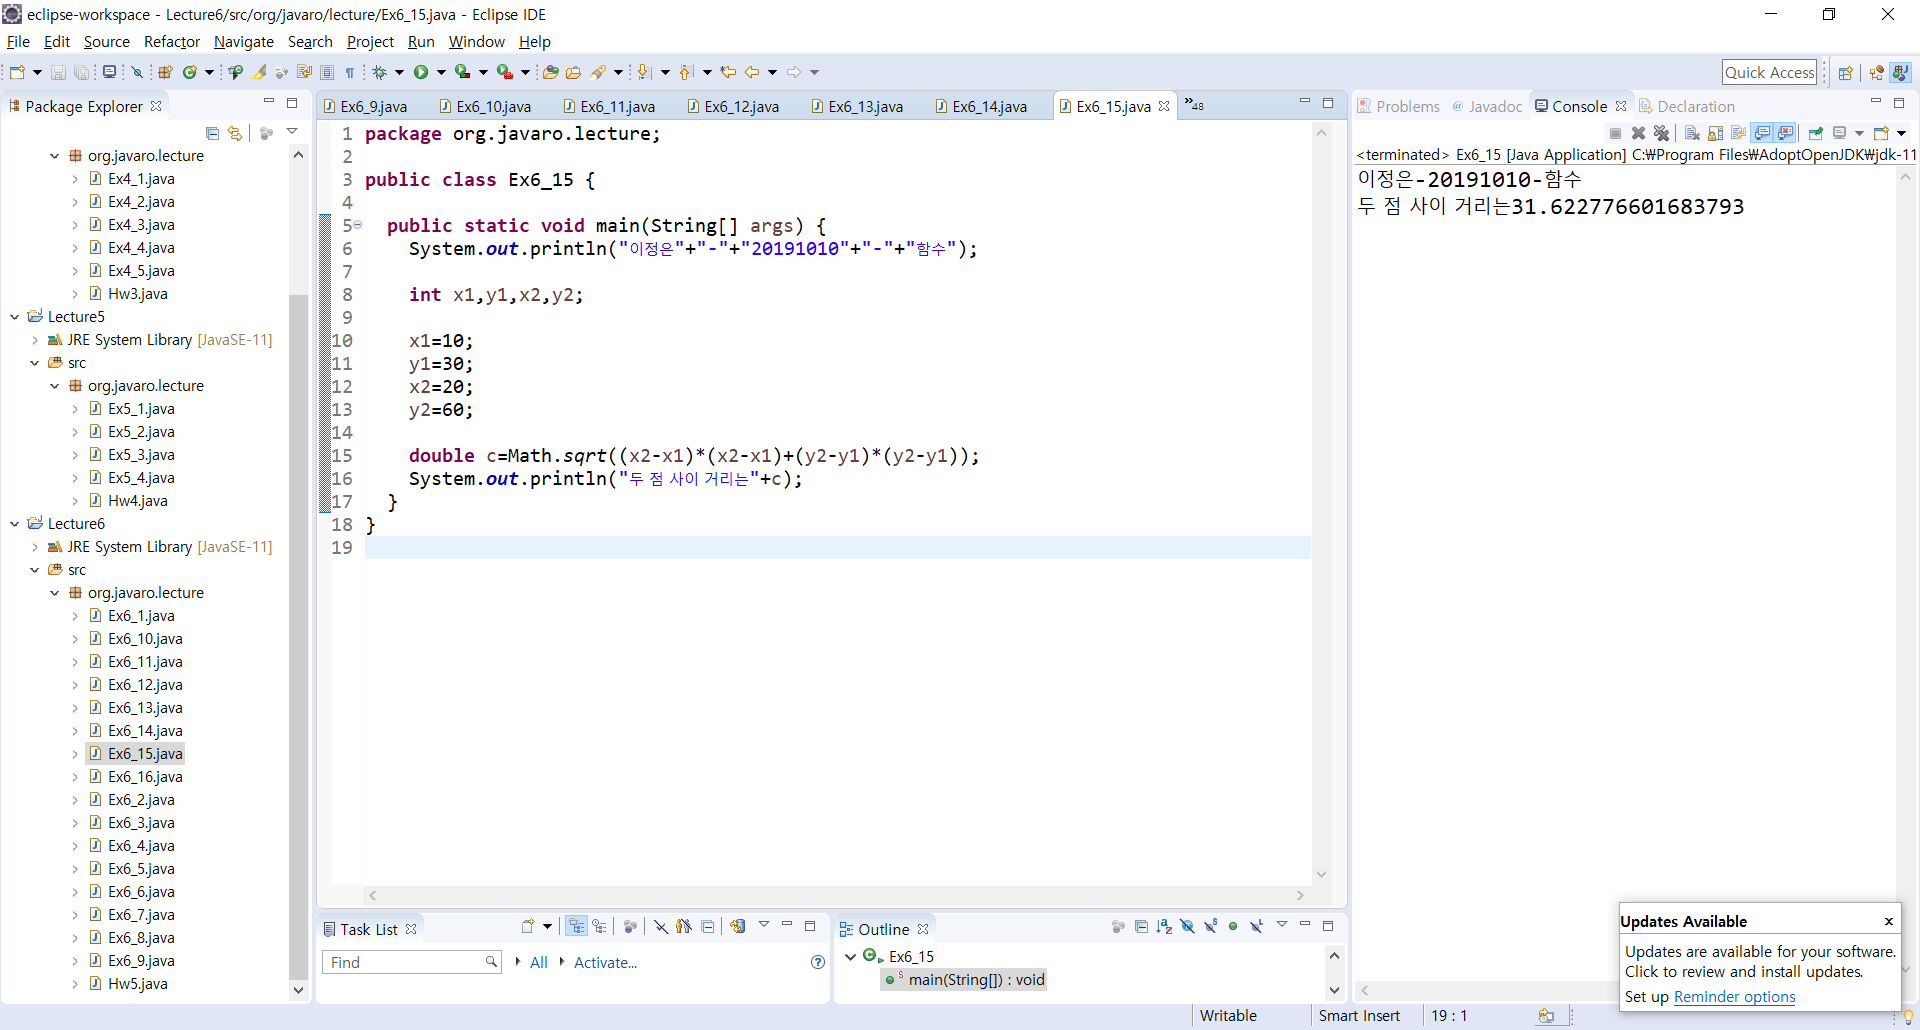 eclipse-workspace - Lecture6/src/org/javaro/lecture/Ex6_15.java - Eclipse IDE
File Edit Source Refactor Navigate Search Project Run Window Help
Quick Access
Package Explorer
org.javaro.lecture
Ex4_1.java
Ex4_2.java
Ex4_3.java
Ex4_4.java
Ex4_5.java
Hw3.java
Lecture5
JRE System Library [JavaSE-11]
src
org.javaro.lecture
Ex5_1.java
Ex5_2.java
Ex5_3.java
Ex5_4.java
Hw4.java
Lecture6
JRE System Library [JavaSE-11]
src
org.javaro.lecture
Ex6_1.java
Ex6_10.java
Ex6_11.java
Ex6_12.java
Ex6_13.java
Ex6_14.java
Ex6_15.java
Ex6_16.java
Ex6_2.java
Ex6_3.java
Ex6_4.java
Ex6_5.java
Ex6_6.java
Ex6_7.java
Ex6_8.java
Ex6_9.java
Hw5.java
Ex6_9.java Ex6_10.java Ex6_11.java Ex6_12.java Ex6_13.java Ex6_14.java Ex6_15.java »48
1 package org.javaro.lecture;
2
3 public class Ex6_15 {
4
5 public static void main(String[] args) {
6 System.out.println("이정은"+"-"+"20191010"+"-"+"함수");
7
8 int x1,y1,x2,y2;
9
10 x1=10;
11 y1=30;
12 x2=20;
13 y2=60;
14
15 double c=Math.sqrt((x2-x1)*(x2-x1)+(y2-y1)*(y2-y1));
16 System.out.println("두 점 사이 거리는"+c);
17 }
18 }
19
Task List
Find All Activate...
Outline
Ex6_15
main(String[]) : void
Problems @ Javadoc Console Declaration
<terminated> Ex6_15 [Java Application] C:₩Program Files₩AdoptOpenJDK₩jdk-11
이정은-20191010-함수
두 점 사이 거리는31.622776601683793
Updates Available
Updates are available for your software.
Click to review and install updates.
Set up Reminder options
Writable Smart Insert 19 : 1